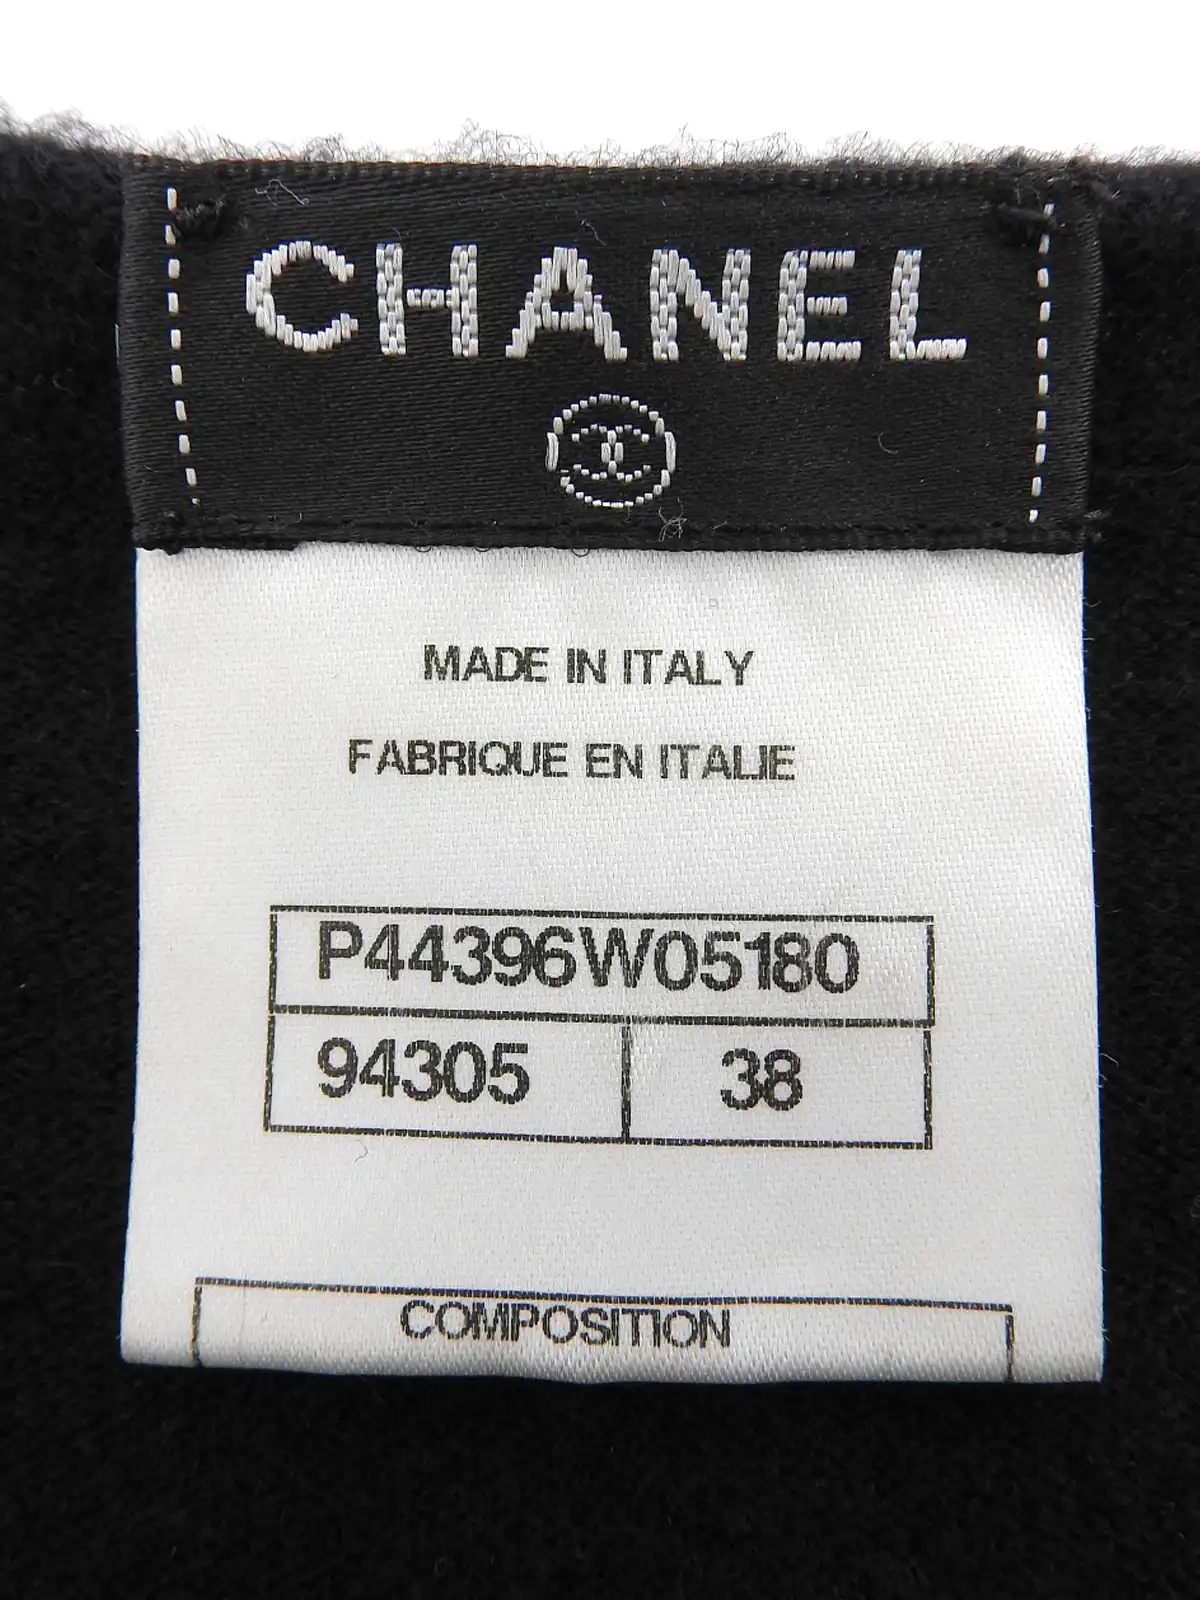 CHANEL
MADE IN ITALY
FABRIQUE EN ITALIE
P44396W05180
94305 38
COMPOSITION